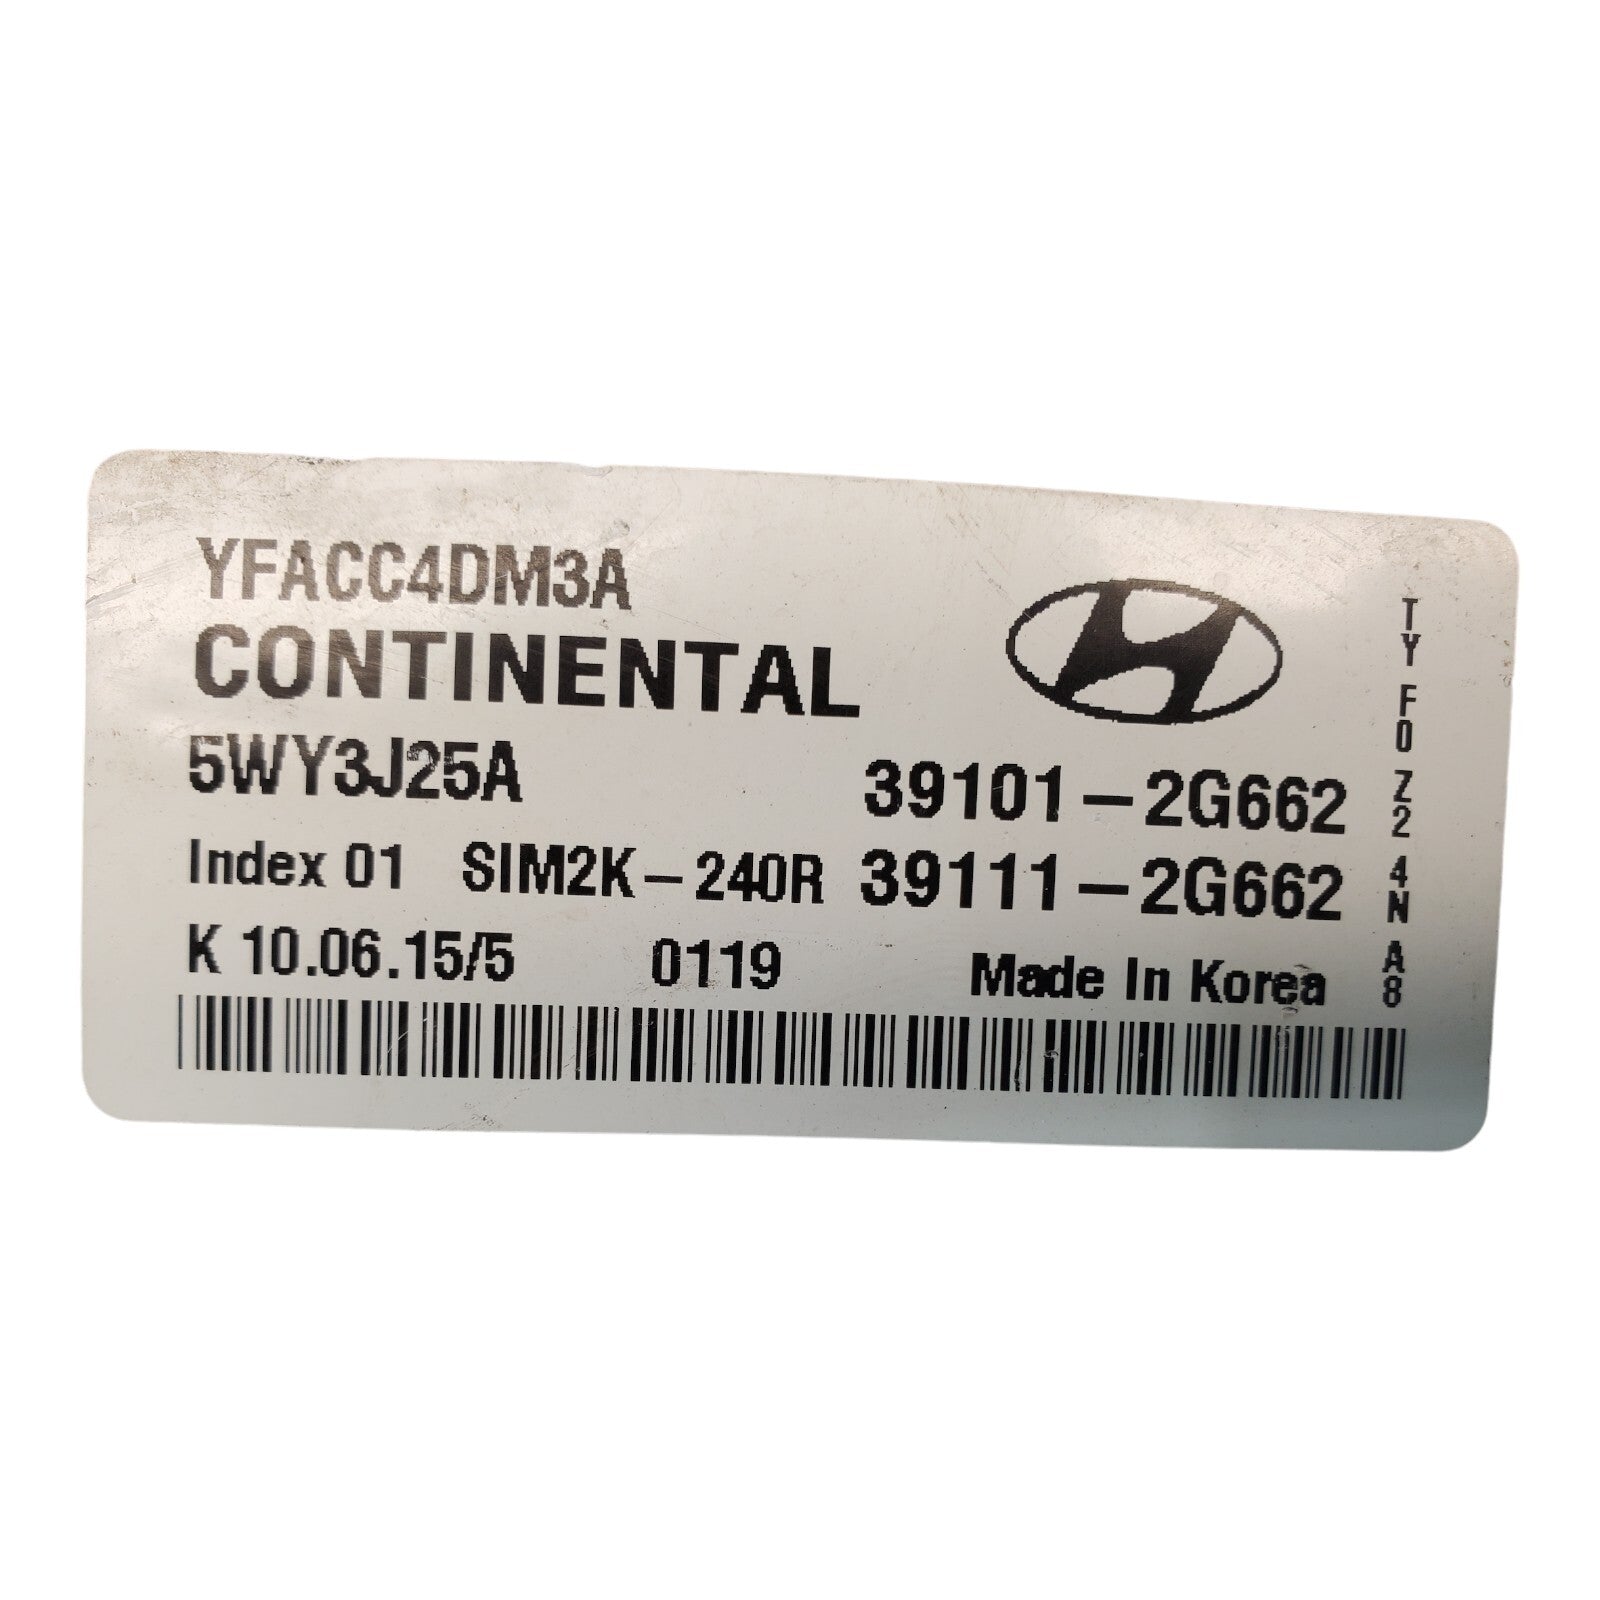 YFACC4DM3A
CONTINENTAL
5WY3J25A
39101-2G662
Index 01 SIM2K-240R 39111-2G662
K 10.06.15/5 0119 Made In Korea
TY F0 Z2 4N A8